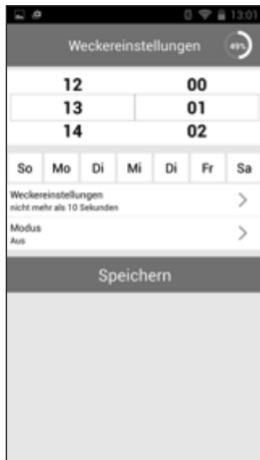 13:01
Weckereinstellungen
49%
12 00
13 01
14 02
So Mo Di Mi Di Fr Sa
Weckereinstellungen
nicht mehr als 10 Sekunden
Modus
Aus
Speichern